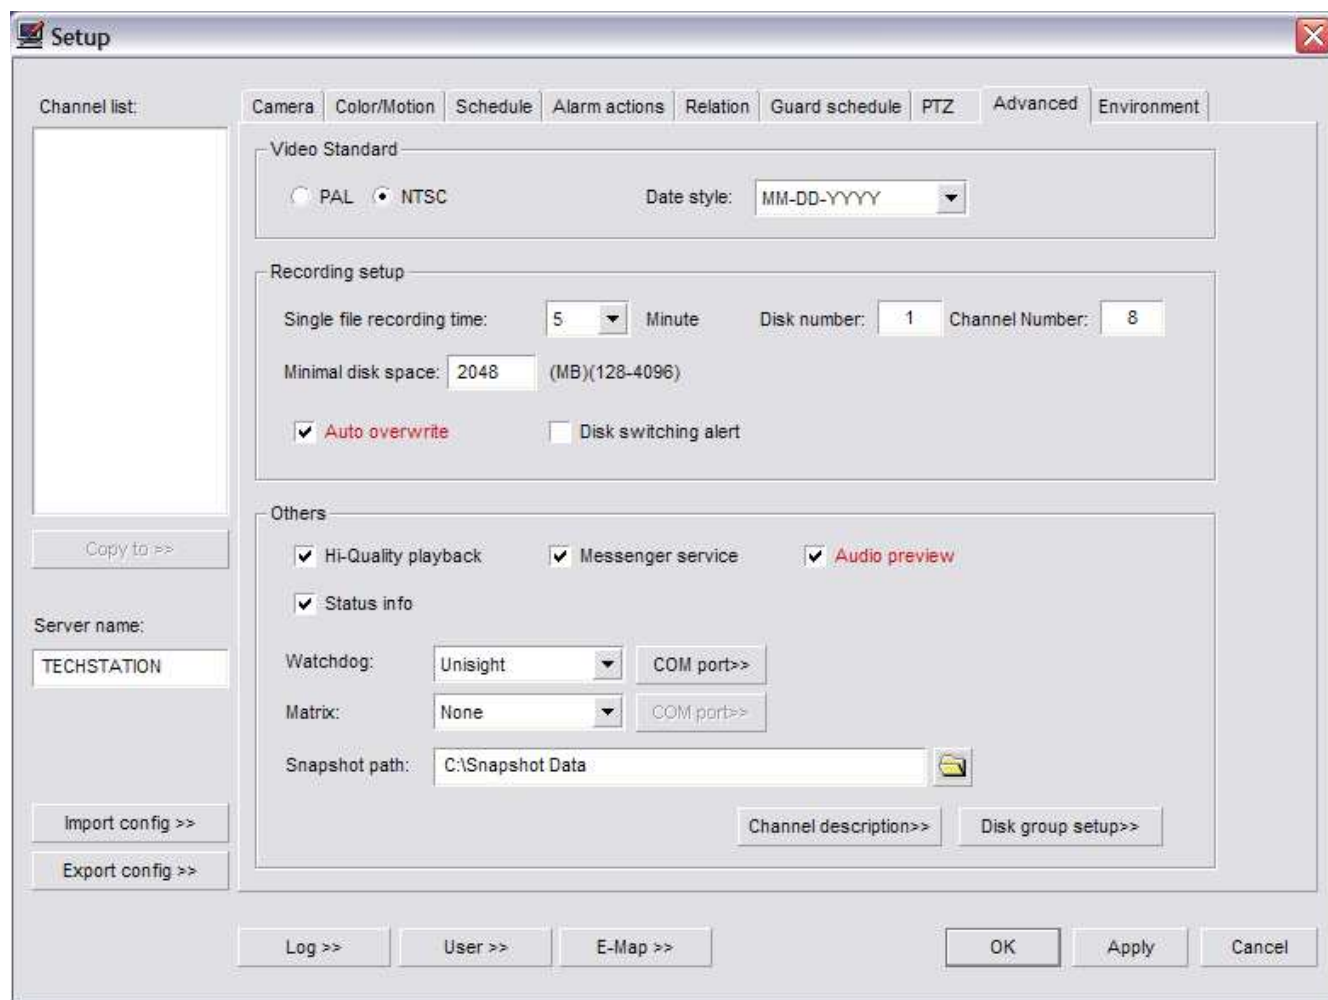 Setup
Channel list:
Camera Color/Motion Schedule Alarm actions Relation Guard schedule PTZ Advanced Environment
Video Standard
PAL NTSC Date style: MM-DD-YYYY
Recording setup
Single file recording time: 5 Minute Disk number: 1 Channel Number: 8
Minimal disk space: 2048 (MB)(128-4096)
Auto overwrite Disk switching alert
Others
Copy to >>
Hi-Quality playback Messenger service Audio preview
Status info
Server name:
TECHSTATION
Watchdog: Unisight COM port>>
Matrix: None COM port>>
Snapshot path: C:\Snapshot Data
Import config >>
Channel description>> Disk group setup>>
Export config >>
Log >> User >> E-Map >> OK Apply Cancel